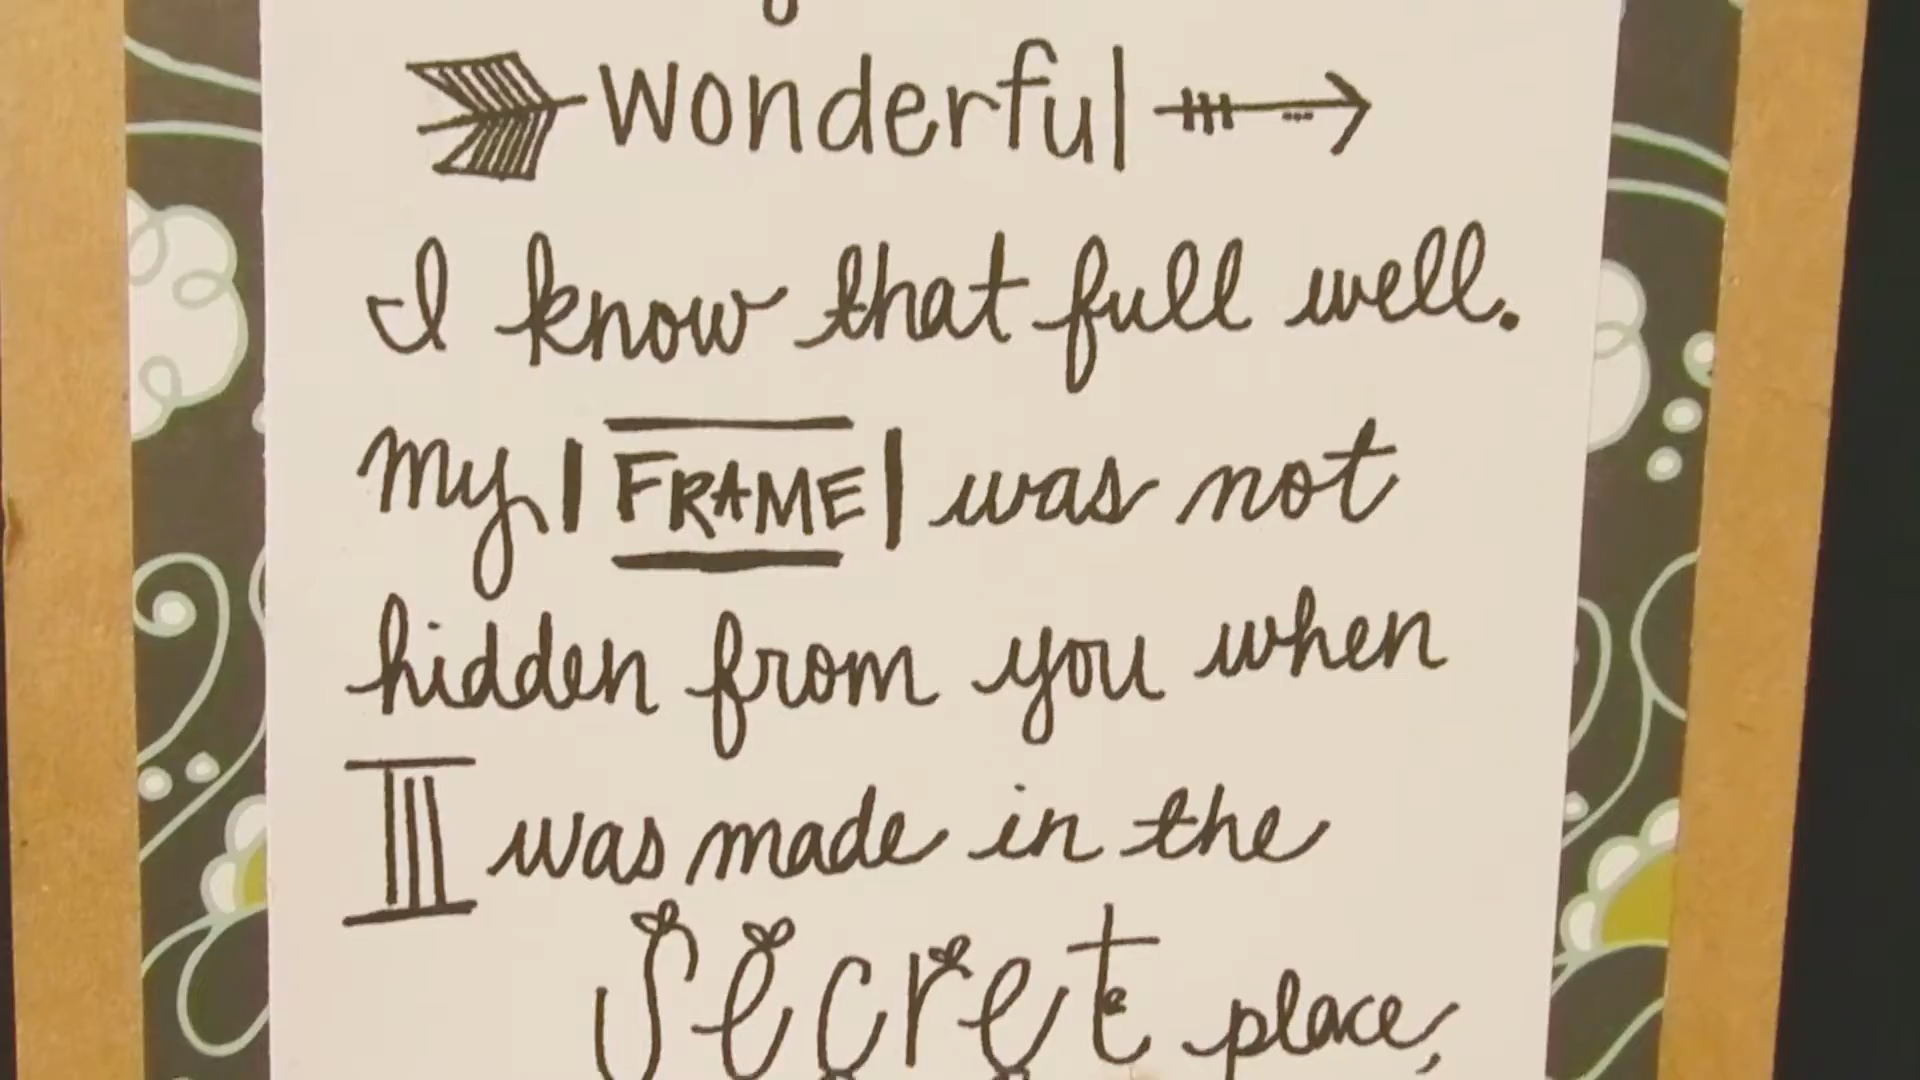 wonderful
I know that full well.
my FRAME was not
hidden from you when
I was made in the
secret place,